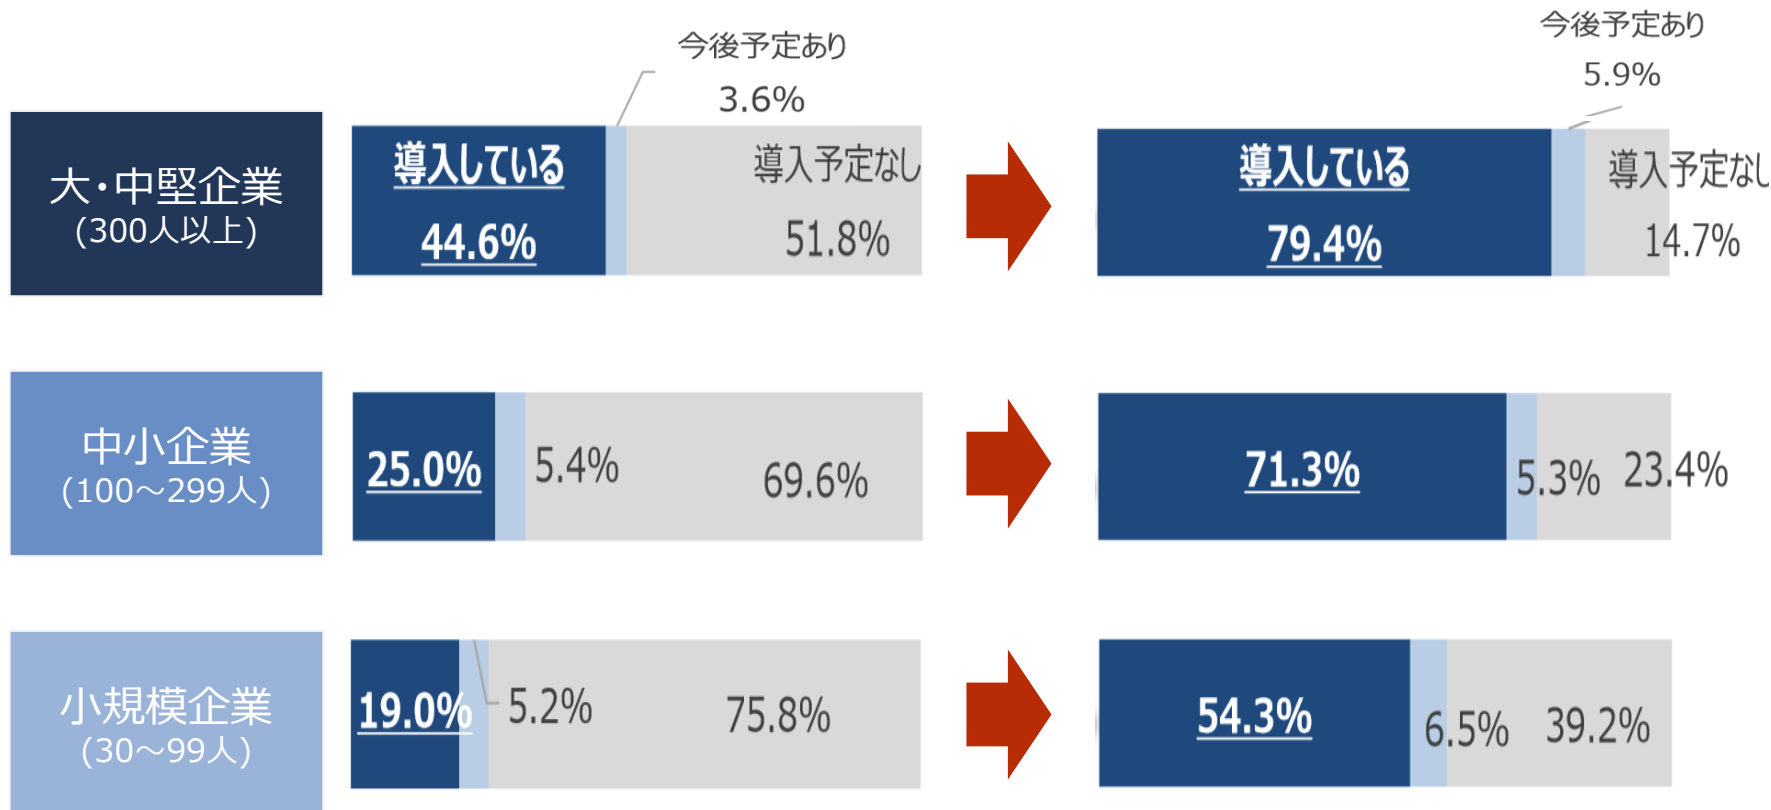 今後予定あり
3.6%
今後予定あり
5.9%
大・中堅企業
(300人以上)
導入している
44.6%
導入予定なし
51.8%
導入している
79.4%
導入予定なし
14.7%
中小企業
(100～299人)
25.0%
5.4%
69.6%
71.3%
5.3%
23.4%
小規模企業
(30～99人)
19.0%
5.2%
75.8%
54.3%
6.5%
39.2%